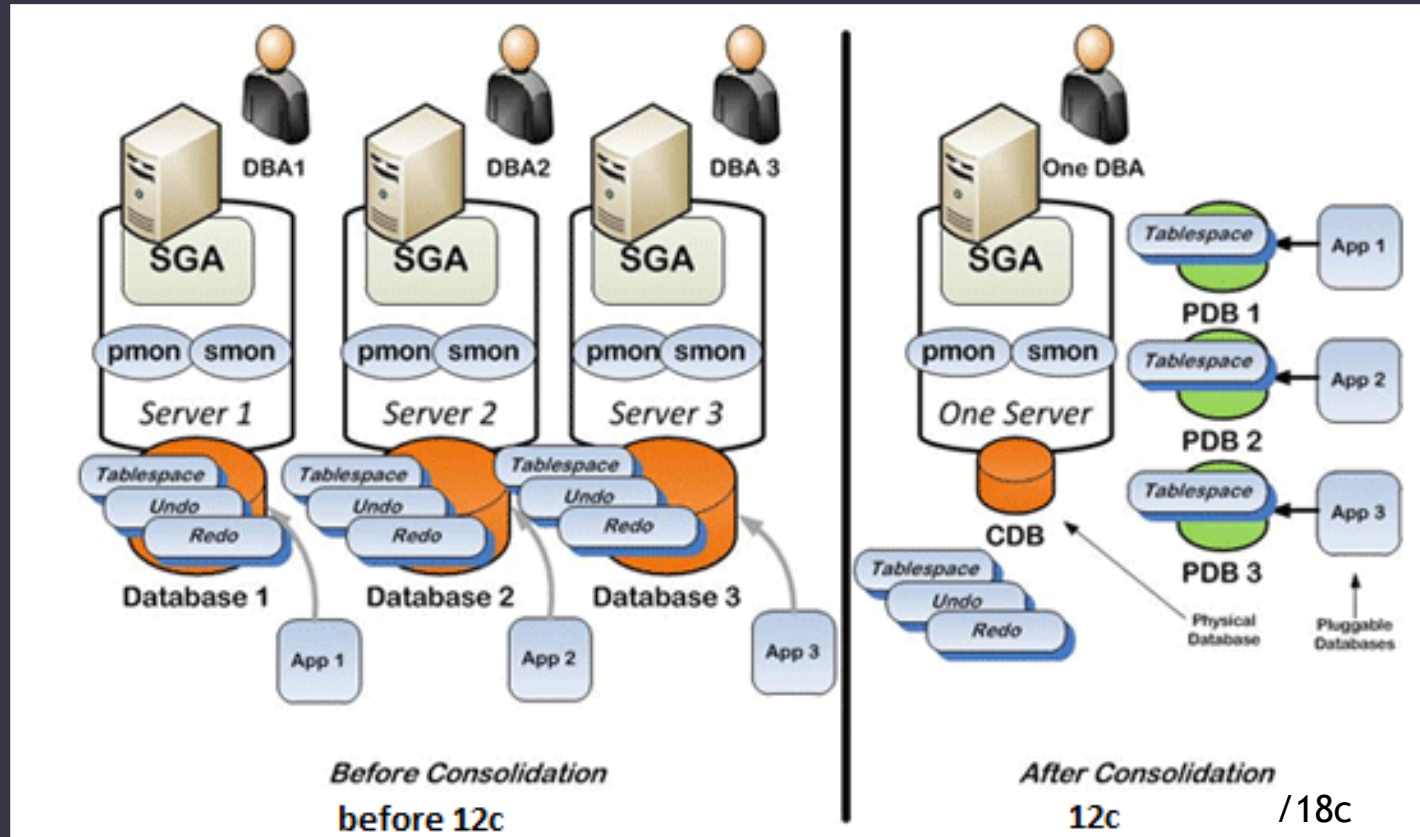 DBA1
DBA2
DBA 3
SGA
SGA
SGA
pmon
smon
pmon
smon
pmon
smon
Server 1
Server 2
Server 3
Tablespace
Undo
Redo
Tablespace
Undo
Redo
Tablespace
Undo
Redo
Database 1
Database 2
Database 3
App 1
App 2
App 3
Before Consolidation
before 12c
One DBA
SGA
pmon
smon
One Server
CDB
Tablespace
Undo
Redo
Tablespace
App 1
PDB 1
Tablespace
App 2
PDB 2
Tablespace
App 3
PDB 3
Physical
Database
Pluggable
Databases
After Consolidation
12c
/18c